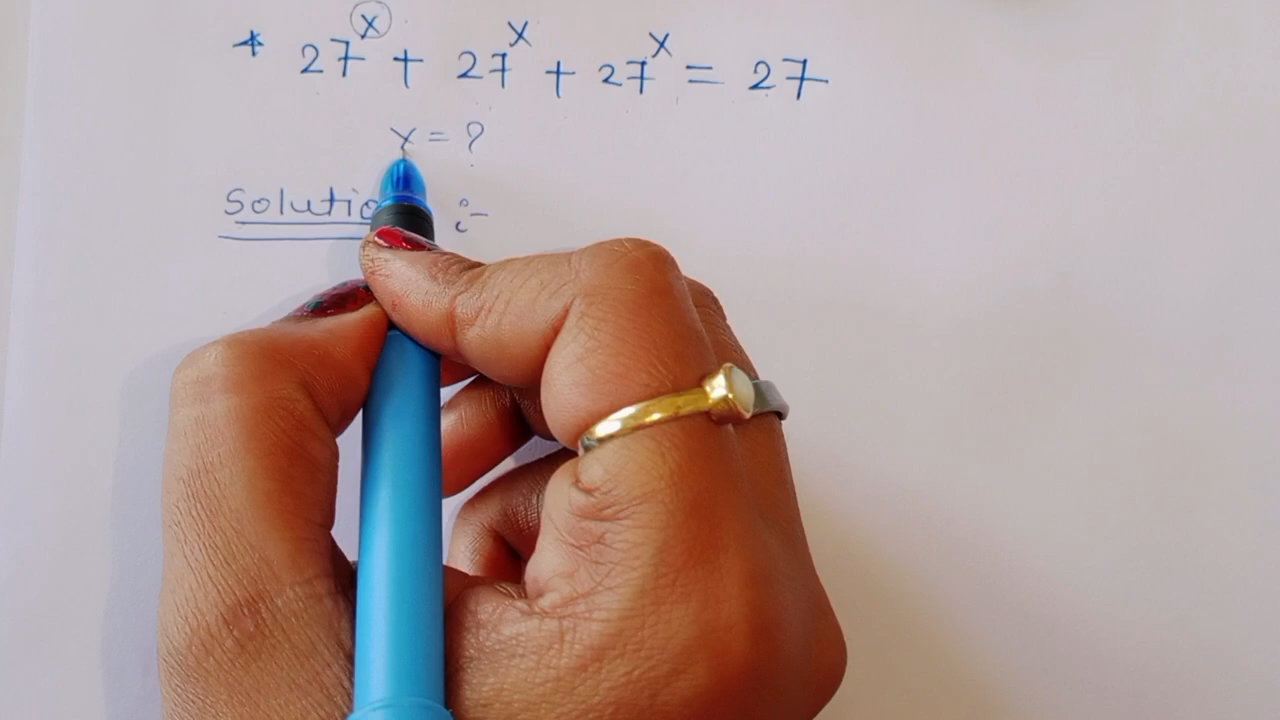 * 27^x + 27^x + 27^x = 27
x = ?
Solutio :-